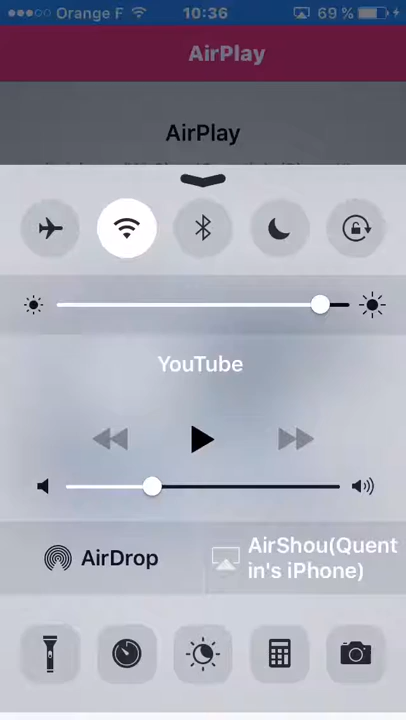 Orange F 10:36 69 %
AirPlay
AirPlay
YouTube
AirDrop
AirShou(Quent
in's iPhone)